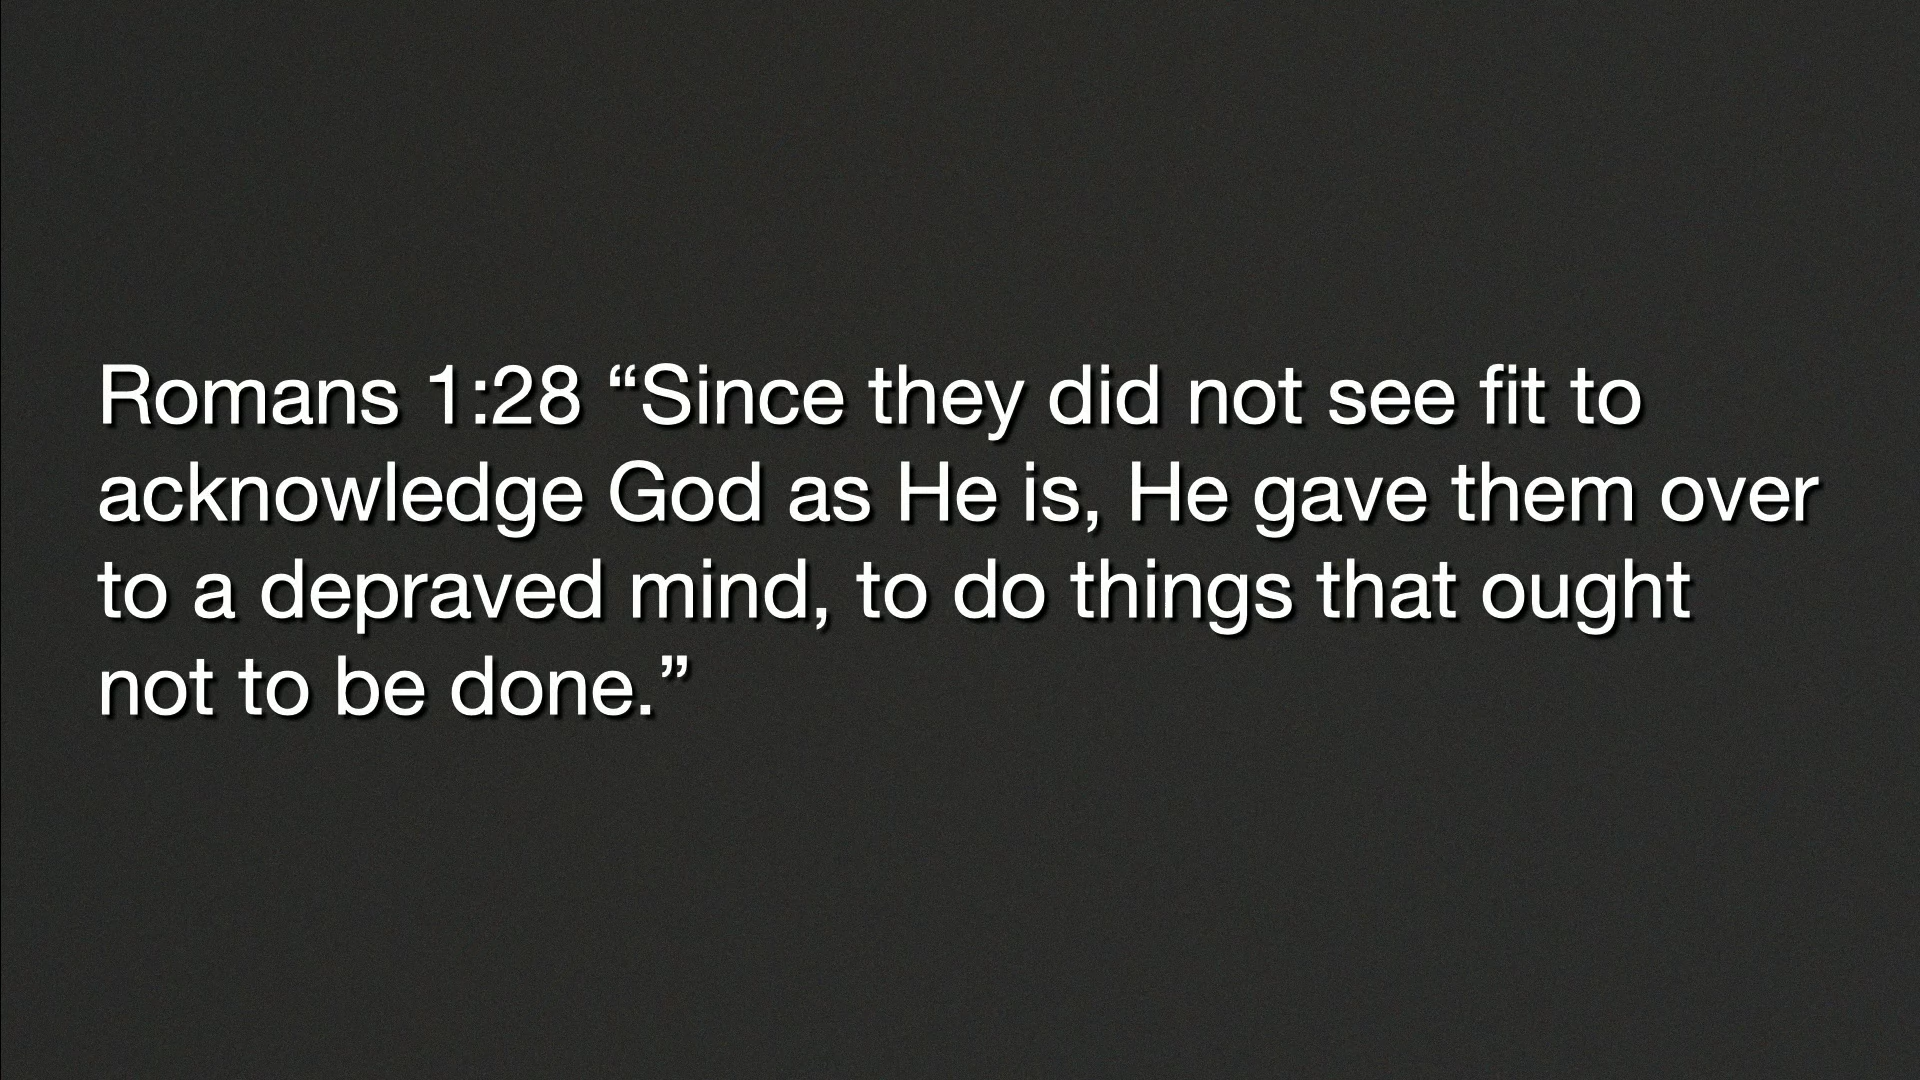 Romans 1:28 “Since they did not see fit to
acknowledge God as He is, He gave them over
to a depraved mind, to do things that ought
not to be done.”